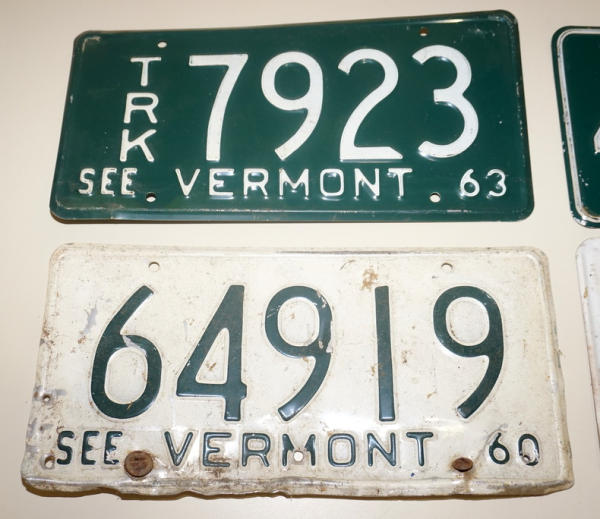 TRK 7923
SEE VERMONT 63
64919
SEE VERMONT 60